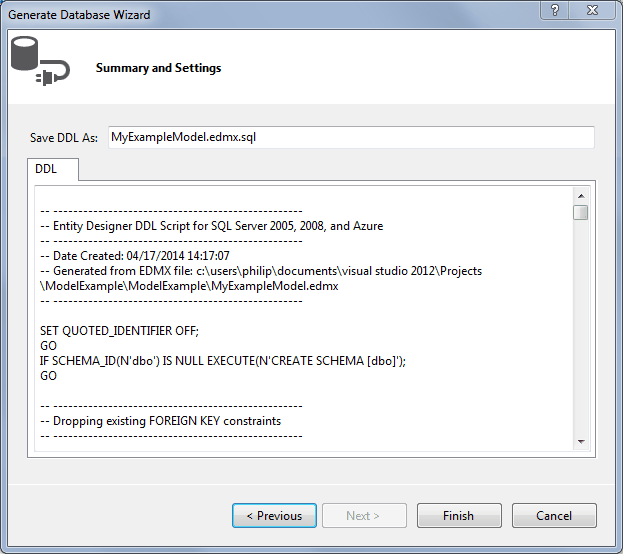 Generate Database Wizard
?
Summary and Settings
Save DDL As:
MyExampleModel.edmx.sql
DDL
-- --------------------------------------------------
-- Entity Designer DDL Script for SQL Server 2005, 2008, and Azure
-- --------------------------------------------------
-- Date Created: 04/17/2014 14:17:07
-- Generated from EDMX file: c:\users\philip\documents\visual studio 2012\Projects
\ModelExample\ModelExample\MyExampleModel.edmx
-- --------------------------------------------------
SET QUOTED_IDENTIFIER OFF;
GO
IF SCHEMA_ID(N'dbo') IS NULL EXECUTE(N'CREATE SCHEMA [dbo]');
GO
-- --------------------------------------------------
-- Dropping existing FOREIGN KEY constraints
-- --------------------------------------------------
< Previous
Next >
Finish
Cancel